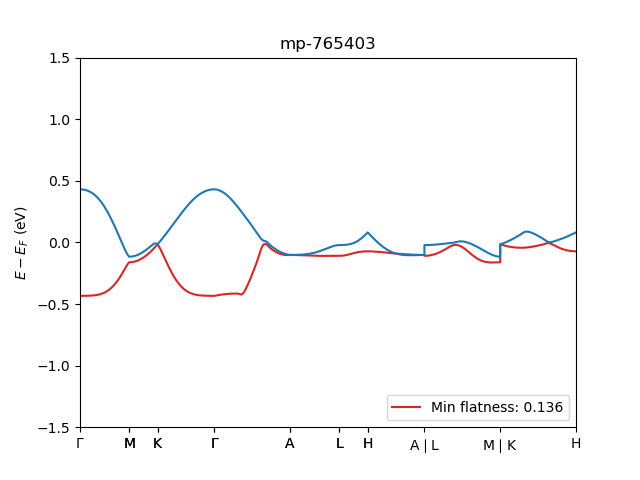 mp-765403
E − E_F (eV)
1.5
1.0
0.5
0.0
−0.5
−1.0
−1.5
Min flatness: 0.136
Γ M K Γ A L H A | L M | K H